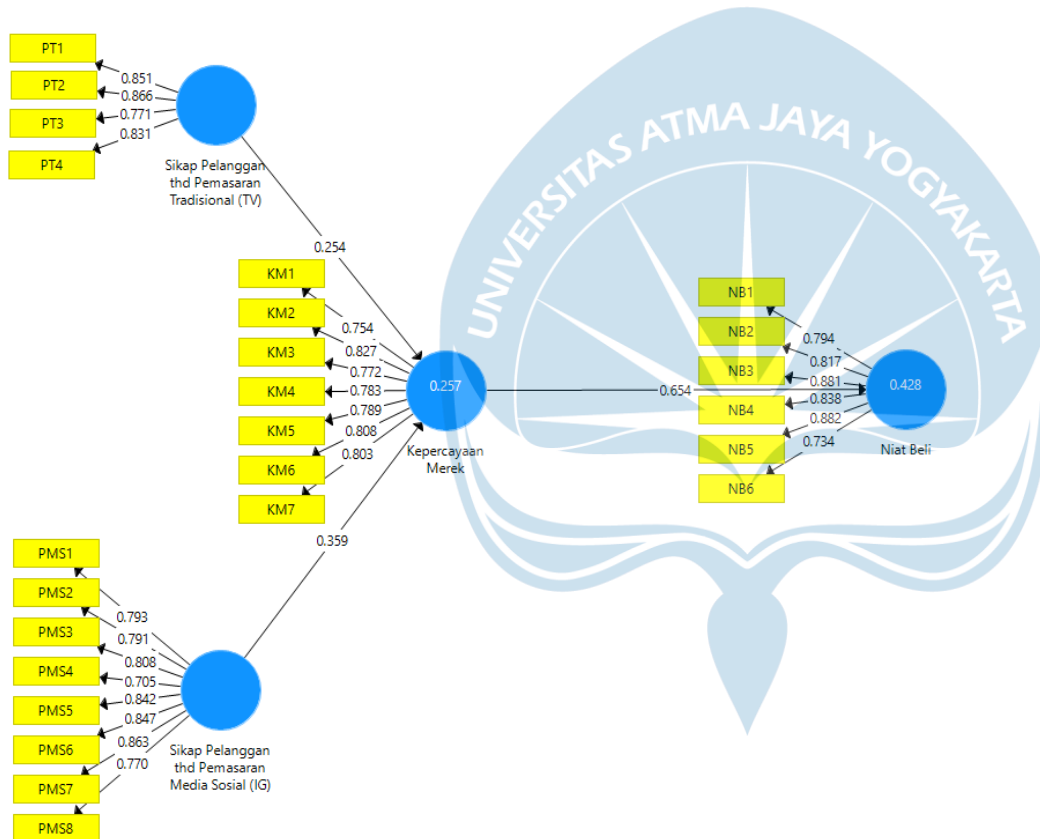 PT1
PT2
PT3
PT4
0.851
0.866
0.771
0.831
Sikap Pelanggan
thd Pemasaran
Tradisional (TV)
0.254
UNIVERSITAS ATMA JAYA YOGYAKARTA
KM1
KM2
KM3
KM4
KM5
KM6
KM7
0.754
0.827
0.772
0.783
0.789
0.808
0.803
0.257
Kepercayaan
Merek
0.654
NB1
NB2
NB3
NB4
NB5
NB6
0.794
0.817
0.881
0.838
0.882
0.734
0.428
Niat Beli
0.359
PMS1
PMS2
PMS3
PMS4
PMS5
PMS6
PMS7
PMS8
0.793
0.791
0.808
0.705
0.842
0.847
0.863
0.770
Sikap Pelanggan
thd Pemasaran
Media Sosial (IG)